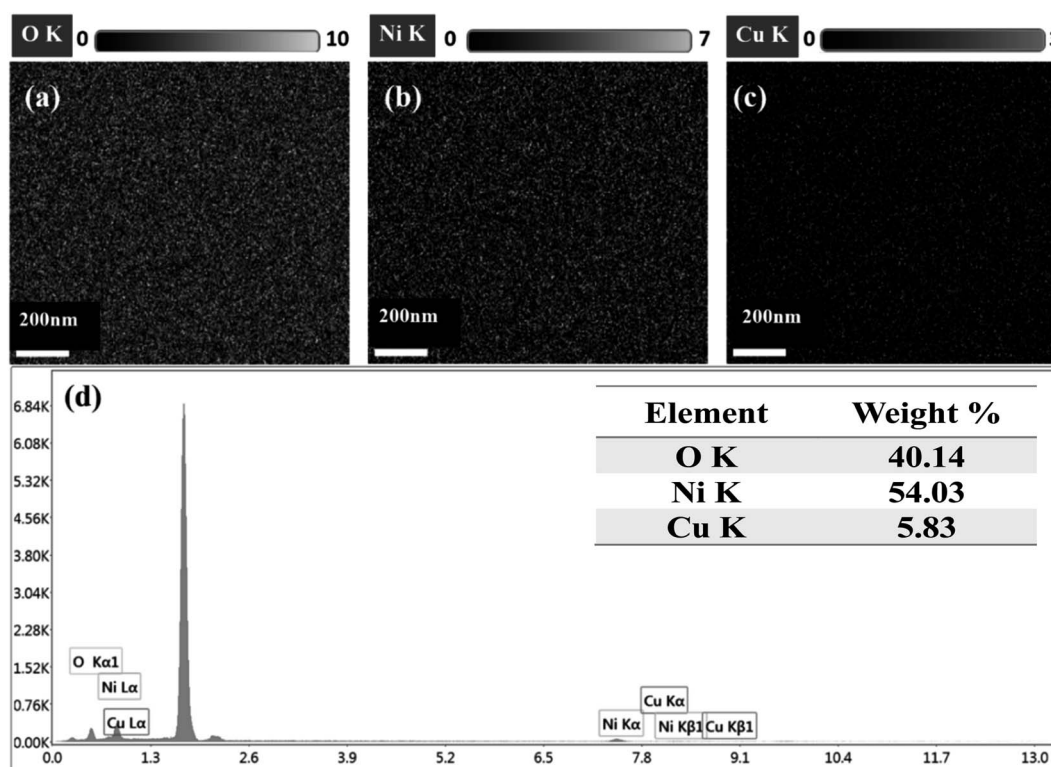 O K 0 10 Ni K 0 7 Cu K 0
(a) (b) (c)
200nm 200nm 200nm
(d)
Element Weight %
O K 40.14
Ni K 54.03
Cu K 5.83
6.84K
6.08K
5.32K
4.56K
3.80K
3.04K
2.28K
1.52K
0.76K
0.00K
O Kα1
Ni Lα
Cu Lα
Cu Kα
Ni Kα Ni Kβ1 Cu Kβ1
0.0 1.3 2.6 3.9 5.2 6.5 7.8 9.1 10.4 11.7 13.0